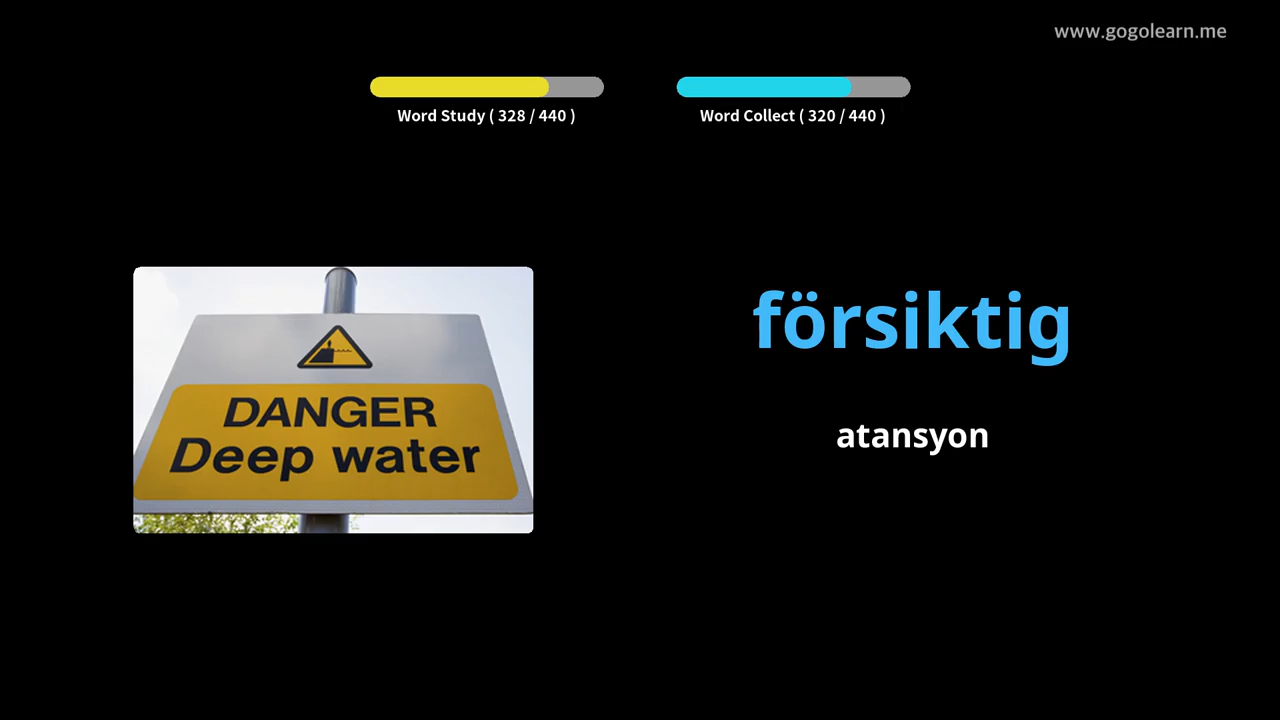 www.gogolearn.me
Word Study ( 328 / 440 )
Word Collect ( 320 / 440 )
DANGER
Deep water
försiktig
atansyon